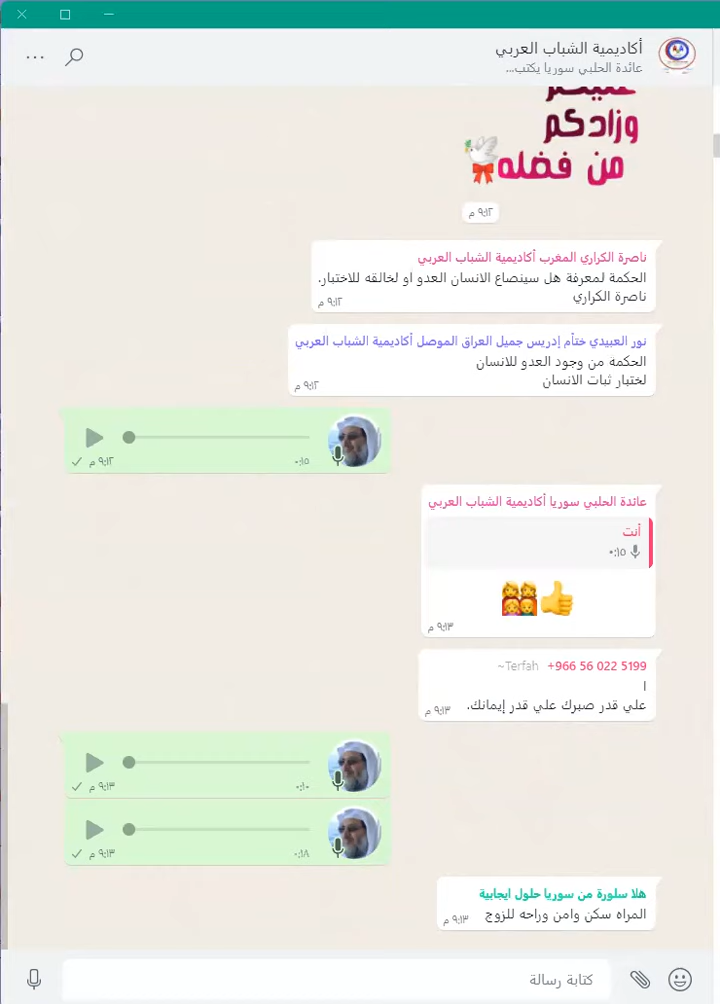 أكاديمية الشباب العربي
عائدة الحلبي سوريا يكتب...
عليكم
وزادكم
من فضله
٩:١٢ م
ناصرة الكراري المغرب أكاديمية الشباب العربي
الحكمة لمعرفة هل سينصاع الانسان العدو او لخالقه للاختبار.
ناصرة الكراري
٩:١٢ م
نور العبيدي ختأم إدريس جميل العراق الموصل أكاديمية الشباب العربي
الحكمة من وجود العدو للانسان
لختبار ثبات الانسان
٩:١٢ م
٠:١٥
٩:١٢ م
عائدة الحلبي سوريا أكاديمية الشباب العربي
أنت
٠:١٥
٩:١٣ م
+966 56 022 5199 ~Terfah
ا
علي قدر صبرك علي قدر إيمانك.
٩:١٣ م
٠:١٠
٩:١٣ م
٠:١٨
٩:١٣ م
هلا سلورة من سوريا حلول ايجابية
المراه سكن وامن وراحه للزوج
٩:١٣ م
كتابة رسالة